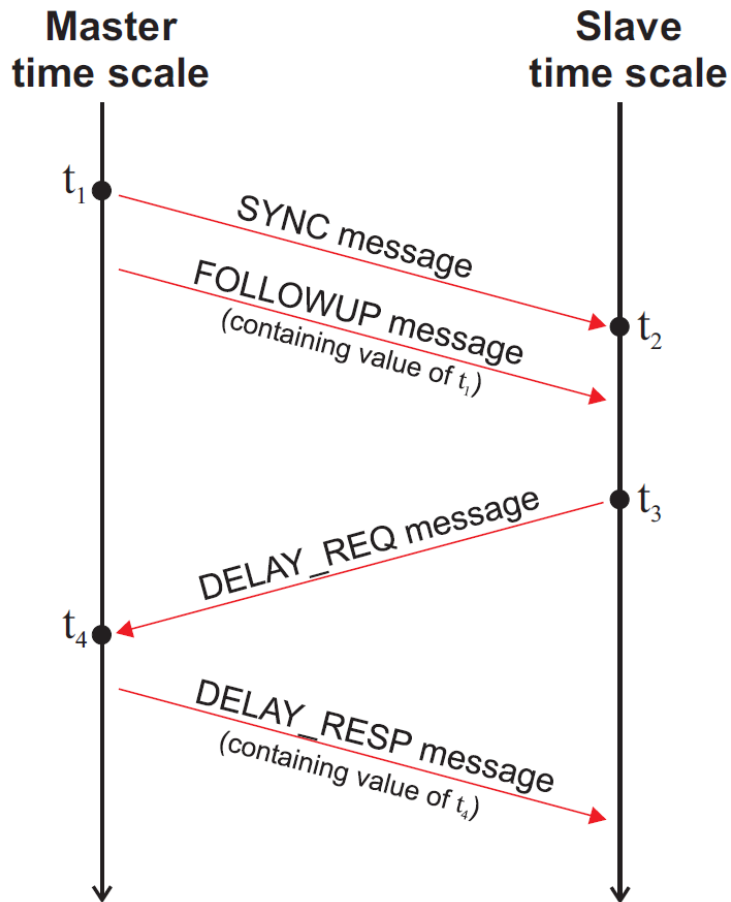 Master
time scale
Slave
time scale
t₁
SYNC message
FOLLOWUP message
(containing value of t₁)
t₂
t₃
DELAY_REQ message
t₄
DELAY_RESP message
(containing value of t₄)